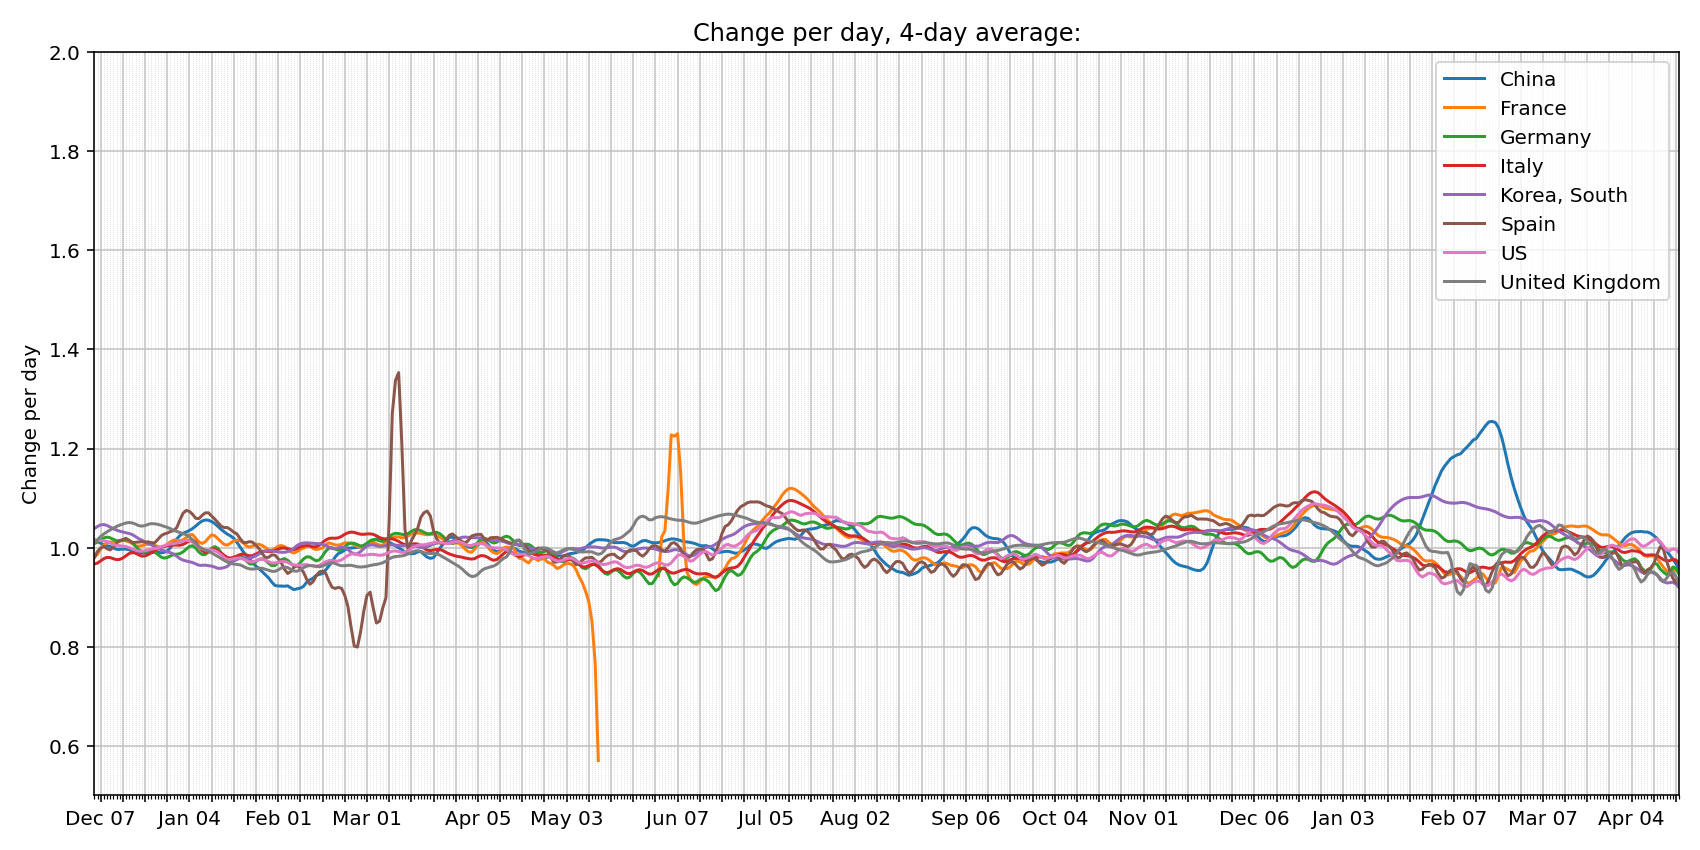 Change per day, 4-day average:
2.0
1.8
1.6
1.4
1.2
1.0
0.8
0.6
Change per day
China
France
Germany
Italy
Korea, South
Spain
US
United Kingdom
Dec 07 Jan 04 Feb 01 Mar 01 Apr 05 May 03 Jun 07 Jul 05 Aug 02 Sep 06 Oct 04 Nov 01 Dec 06 Jan 03 Feb 07 Mar 07 Apr 04